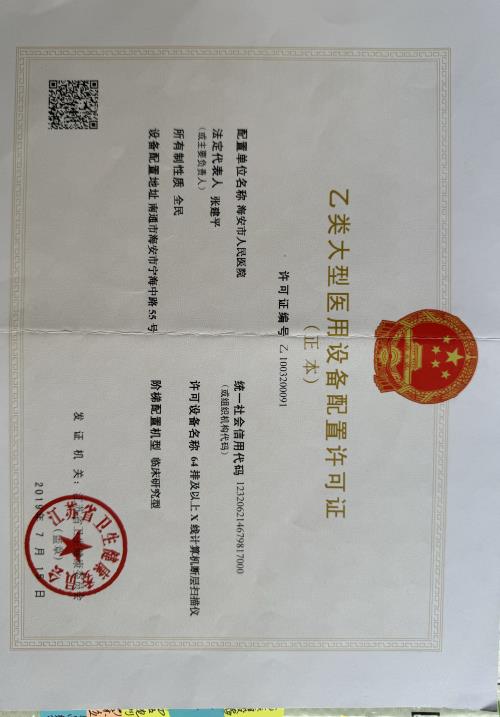 乙类大型医用设备配置许可证
（正本）
许可证编号 乙1003200091
配置单位名称 海安市人民医院
法定代表人 张建平
（或主要负责人）
所有制性质 全民
设备配置地址 南通市海安市宁海中路55号
统一社会信用代码 123206214679817000
（或组织机构代码）
许可设备名称 64排及以上X线计算机断层扫描仪
阶梯配置机型 临床研究型
发证机关：
江苏省卫生健康委员会
（盖章）
2019年7月1 日